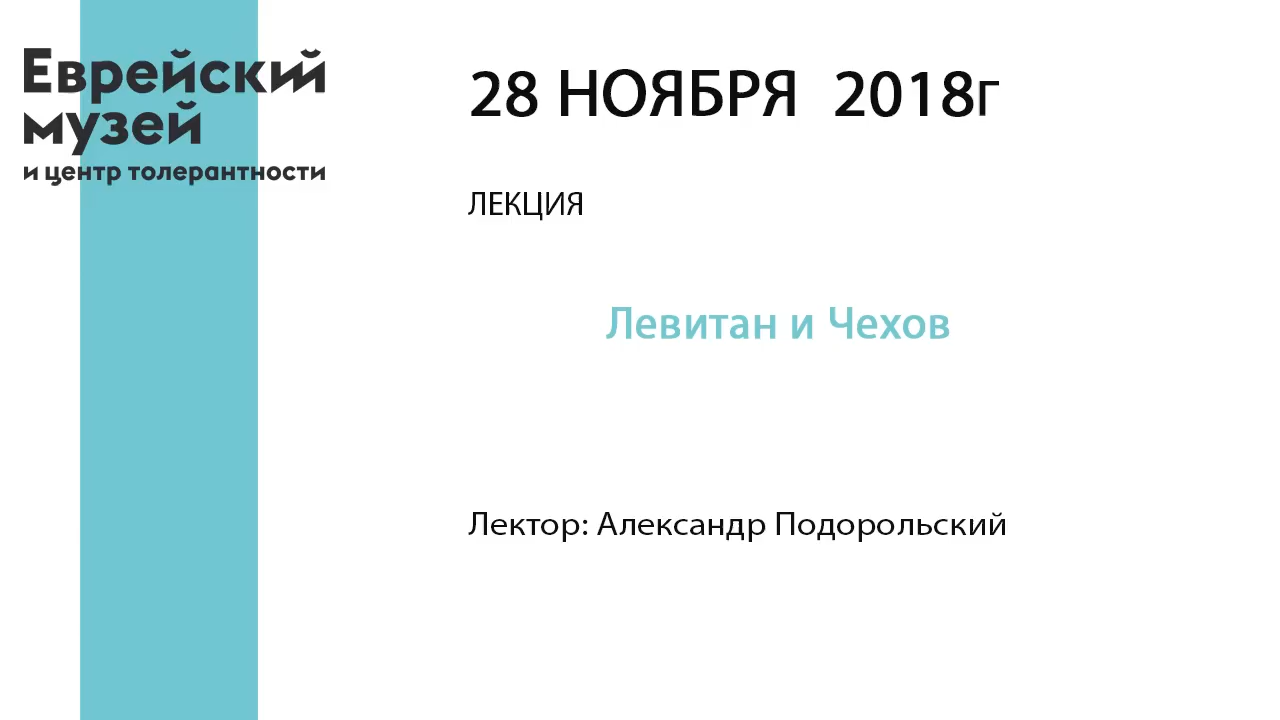 Еврейский
музей
и центр толерантности
28 НОЯБРЯ 2018г
ЛЕКЦИЯ
Левитан и Чехов
Лектор: Александр Подорольский